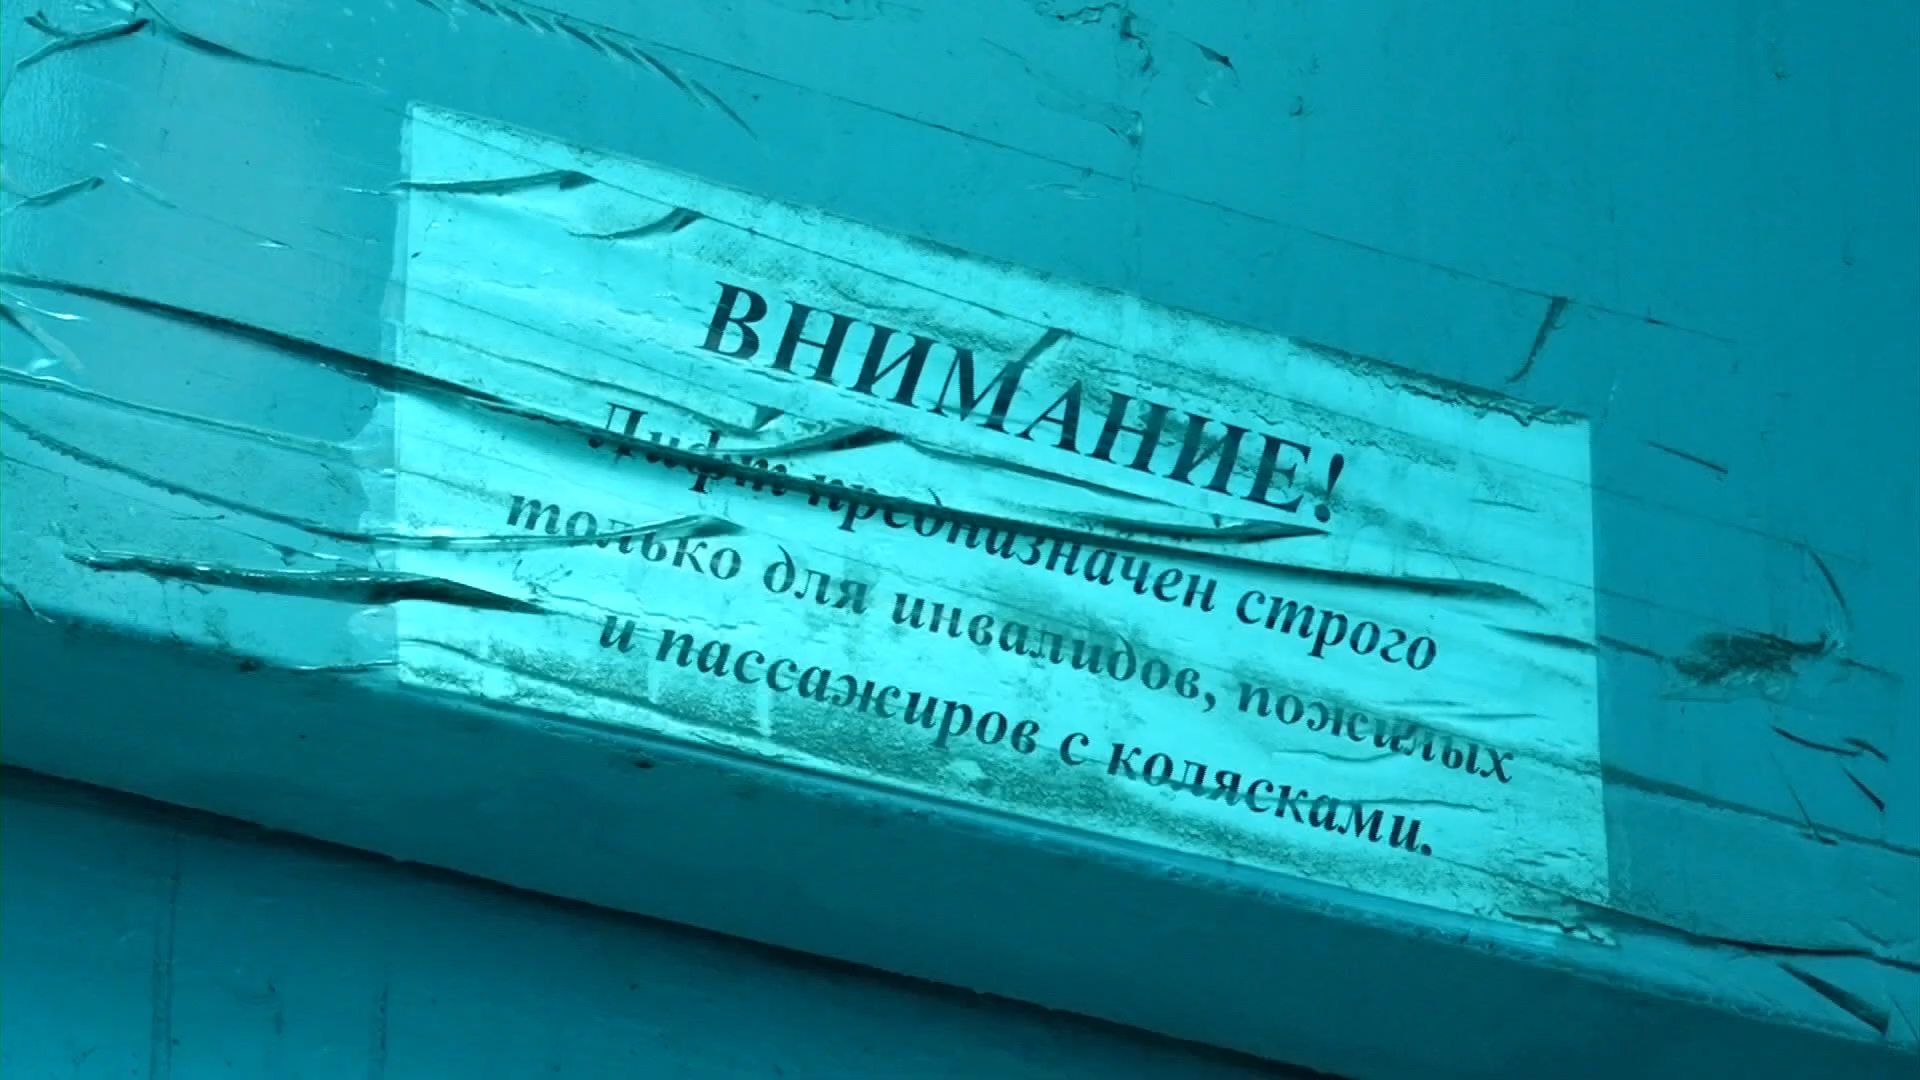 ВНИМАНИЕ!
Лифт предназначен строго
только для инвалидов, пожилых
и пассажиров с колясками.